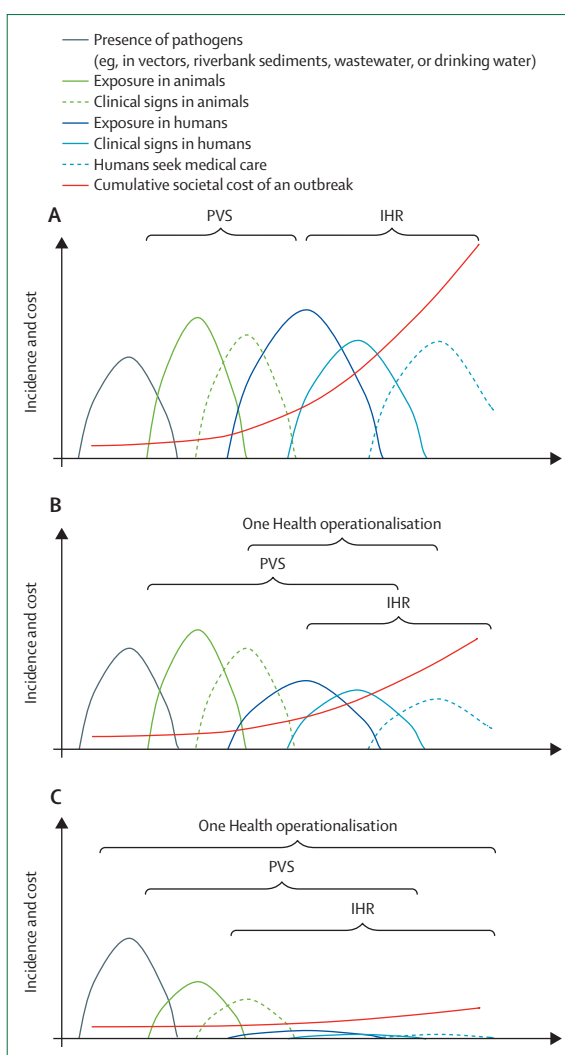 Presence of pathogens
(eg, in vectors, riverbank sediments, wastewater, or drinking water)
Exposure in animals
Clinical signs in animals
Exposure in humans
Clinical signs in humans
Humans seek medical care
Cumulative societal cost of an outbreak
A
PVS
IHR
Incidence and cost
B
One Health operationalisation
PVS
IHR
Incidence and cost
C
One Health operationalisation
PVS
IHR
Incidence and cost